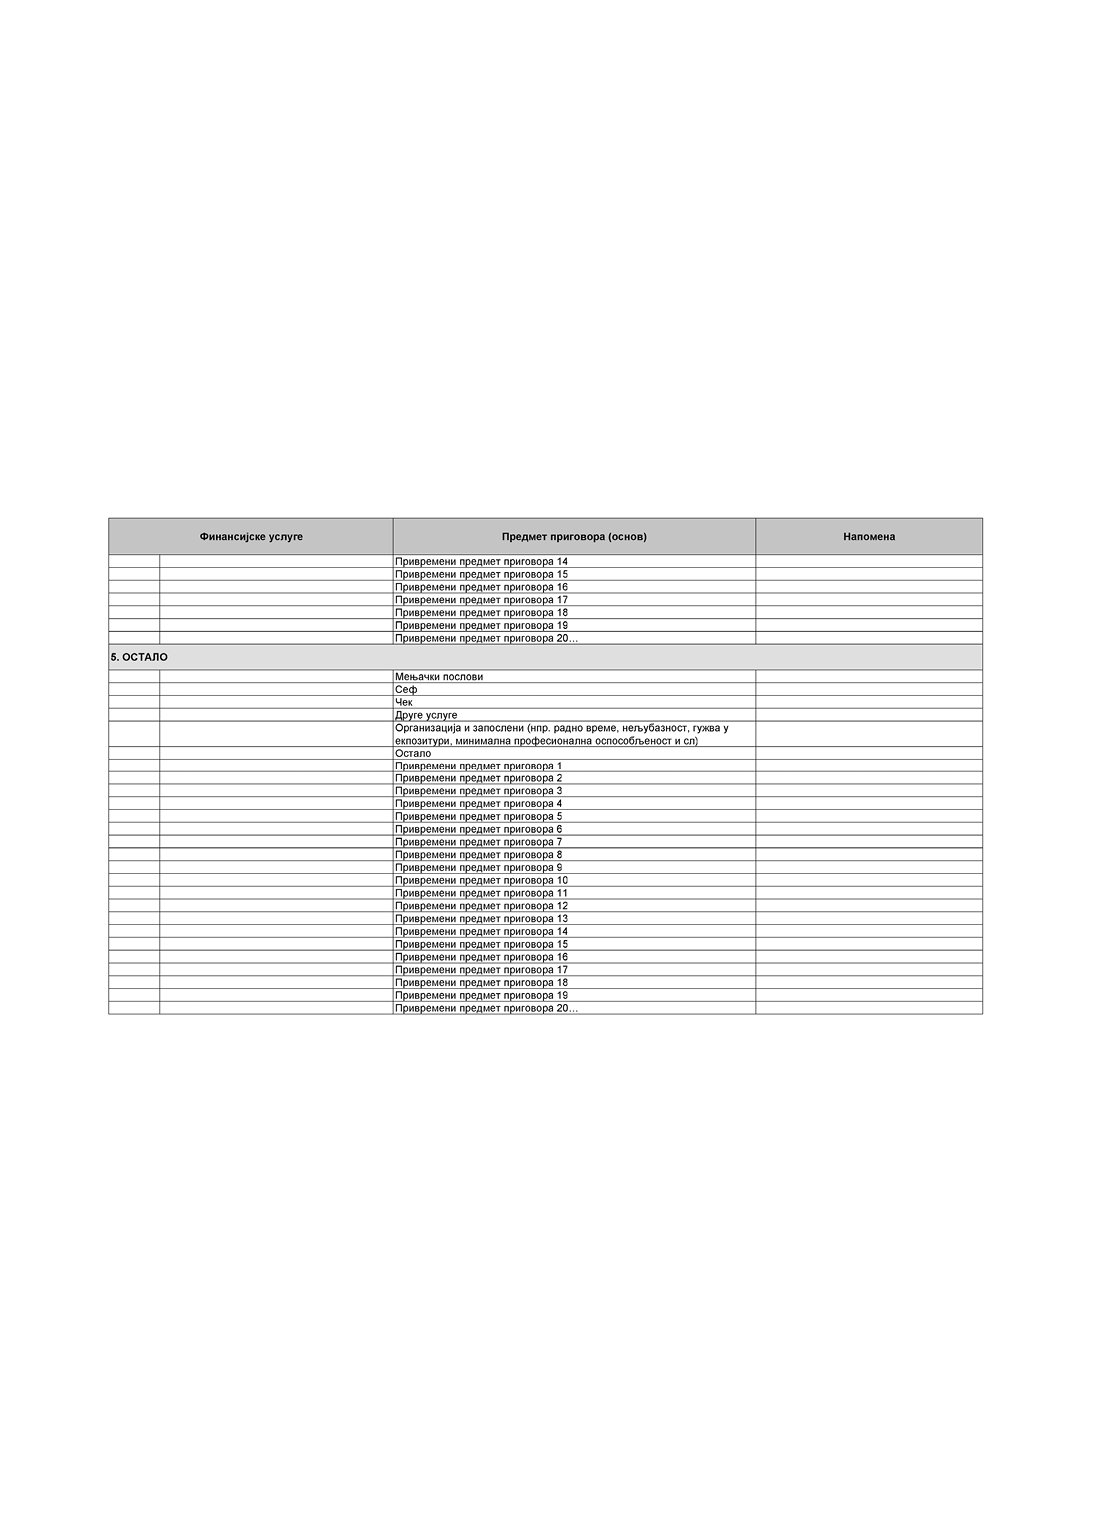 Финансијске услуге Предмет приговора (основ) Напомена
Привремени предмет приговора 14
Привремени предмет приговора 15
Привремени предмет приговора 16
Привремени предмет приговора 17
Привремени предмет приговора 18
Привремени предмет приговора 19
Привремени предмет приговора 20...
5. ОСТАЛО
Мењачки послови
Сеф
Чек
Друге услуге
Организација и запослени (нпр. радно време, нељубазност, гужва у
екпозитури, минимална професионална оспособљеност и сл)
Остало
Привремени предмет приговора 1
Привремени предмет приговора 2
Привремени предмет приговора 3
Привремени предмет приговора 4
Привремени предмет приговора 5
Привремени предмет приговора 6
Привремени предмет приговора 7
Привремени предмет приговора 8
Привремени предмет приговора 9
Привремени предмет приговора 10
Привремени предмет приговора 11
Привремени предмет приговора 12
Привремени предмет приговора 13
Привремени предмет приговора 14
Привремени предмет приговора 15
Привремени предмет приговора 16
Привремени предмет приговора 17
Привремени предмет приговора 18
Привремени предмет приговора 19
Привремени предмет приговора 20...